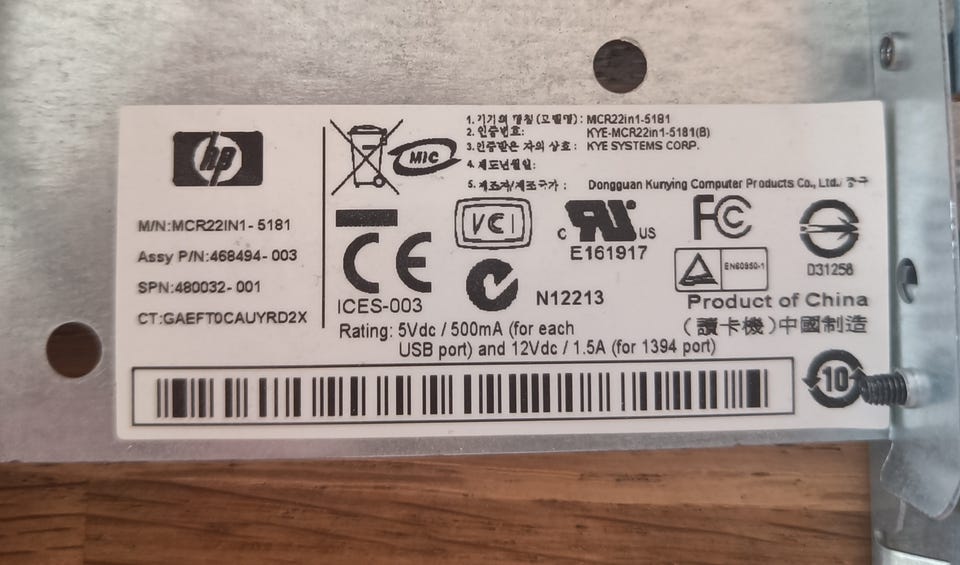 hp
M/N:MCR22IN1-5181
Assy P/N:468494-003
SPN:480032-001
CT:GAEFT0CAUYRD2X
MIC
1. 기기의 명칭(모델명): MCR22in1-5181
2. 인증번호: KYE-MCR22in1-5181(B)
3. 인증받은 자의 상호: KYE SYSTEMS CORP.
4. 제도년월일:
5. 제조자/제조국가: Dongguan Kunying Computer Products Co., Ltd./ 중국
CE
ICES-003
VCI
N12213
c RU US
E161917
FC
EN60950-1
D31258
Product of China
(讀卡機)中國制造
Rating: 5Vdc / 500mA (for each
USB port) and 12Vdc / 1.5A (for 1394 port)
10